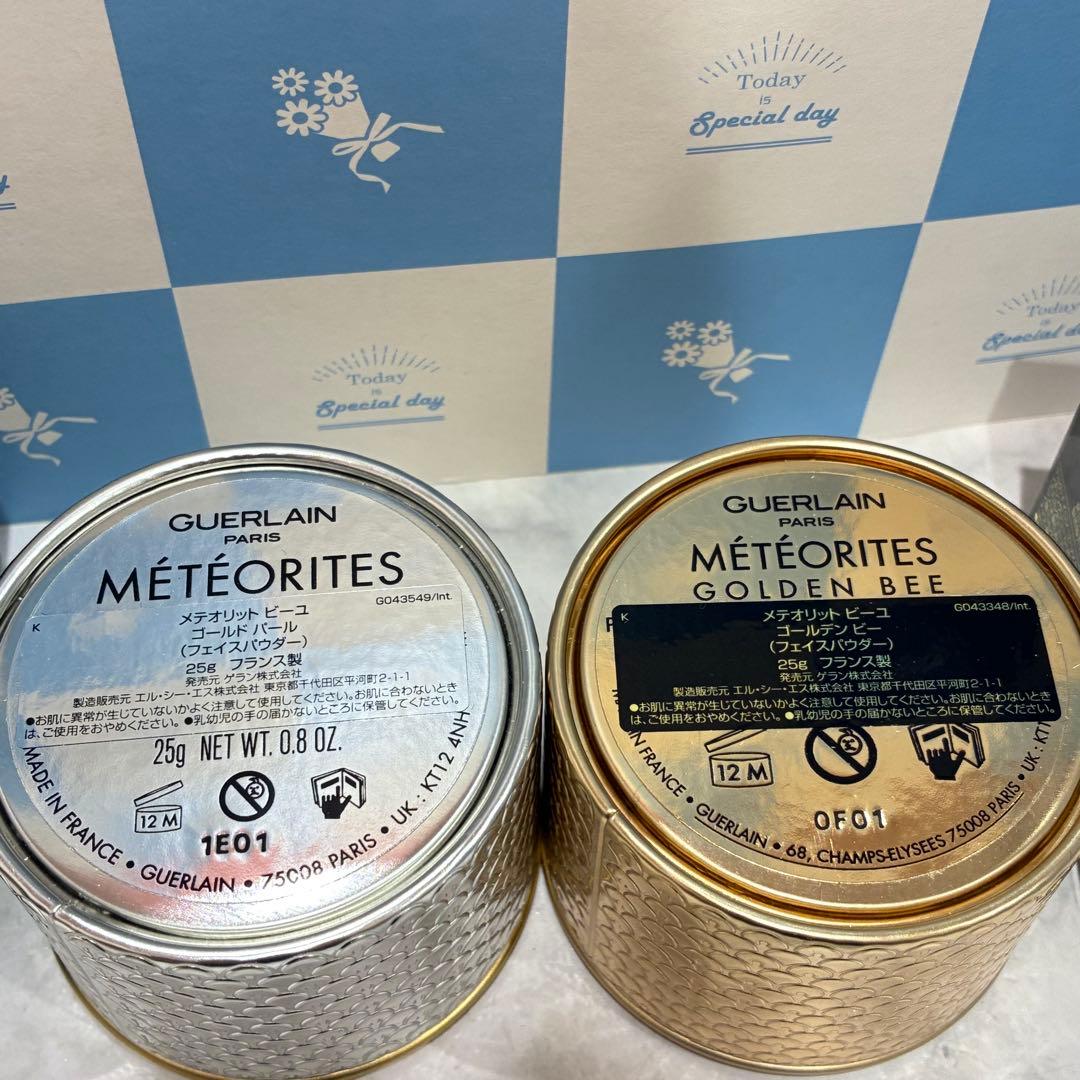 Today
is
Special day
Today
is
Special day
Today
is
Special day
GUERLAIN
PARIS
MÉTÉORITES
G043549/Int.
K
メテオリット ビーユ
ゴールド パール
(フェイスパウダー)
25g フランス製
発売元 ゲラン株式会社
製造販売元 エル・シー・エス株式会社 東京都千代田区平河町2-1-1
●お肌に異常が生じていないかよく注意して使用してください。お肌に合わないとき
は、ご使用をおやめください。●乳幼児の手の届かないところに保管してください。
25g NET WT. 0.8 OZ.
12 M
1E01
MADE IN FRANCE • GUERLAIN • 75008 PARIS • UK : KT12 4NH
GUERLAIN
PARIS
MÉTÉORITES
GOLDEN BEE
G043348/Int.
K
メテオリット ビーユ
ゴールデン ビー
(フェイスパウダー)
25g フランス製
発売元 ゲラン株式会社
製造販売元 エル・シー・エス株式会社 東京都千代田区平河町2-1-1
●お肌に異常が生じていないかよく注意して使用してください。お肌に合わないとき
は、ご使用をおやめください。●乳幼児の手の届かないところに保管してください。
12 M
0F01
IN FRANCE • GUERLAIN • 68, CHAMPS-ELYSEES 75008 PARIS • UK : KT1